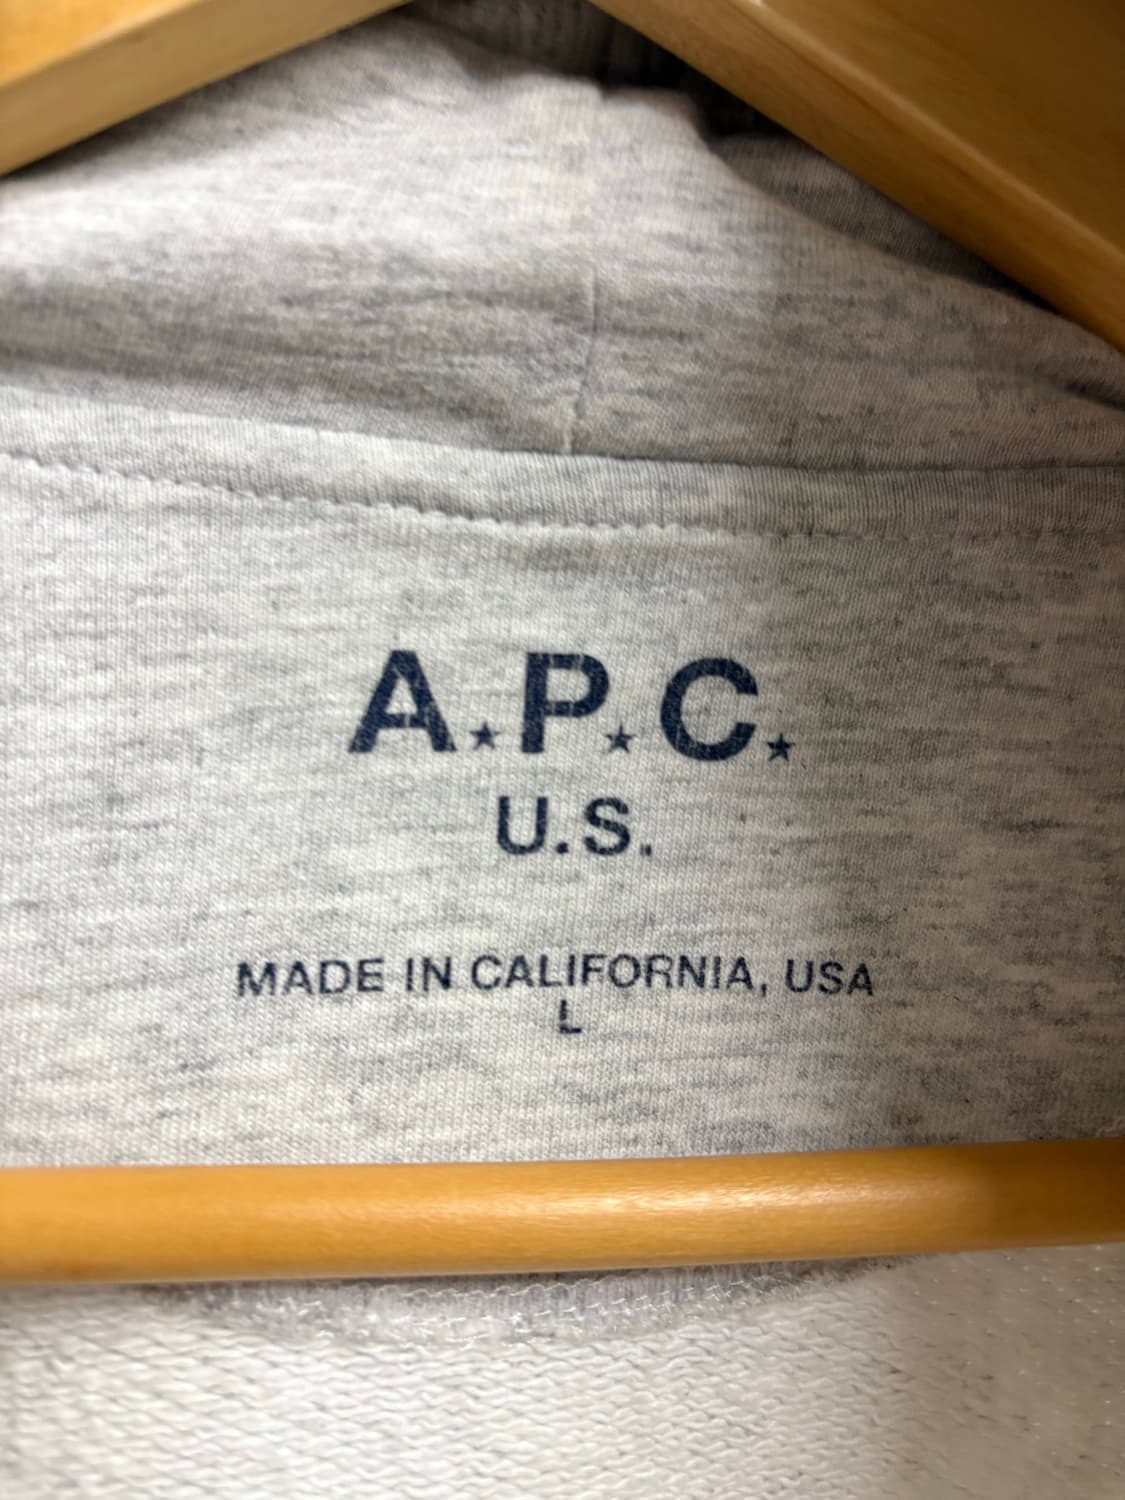 A★P★C★
U.S.
MADE IN CALIFORNIA, USA
L